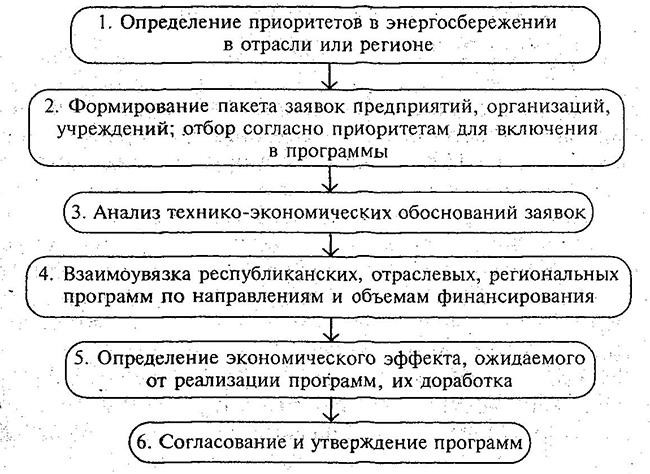 1. Определение приоритетов в энергосбережении
в отрасли или регионе
2. Формирование пакета заявок предприятий, организаций,
учреждений; отбор согласно приоритетам для включения
в программы
3. Анализ технико-экономических обоснований заявок
4. Взаимоувязка республиканских, отраслевых, региональных
программ по направлениям и объемам финансирования
5. Определение экономического эффекта, ожидаемого
от реализации программ, их доработка
6. Согласование и утверждение программ